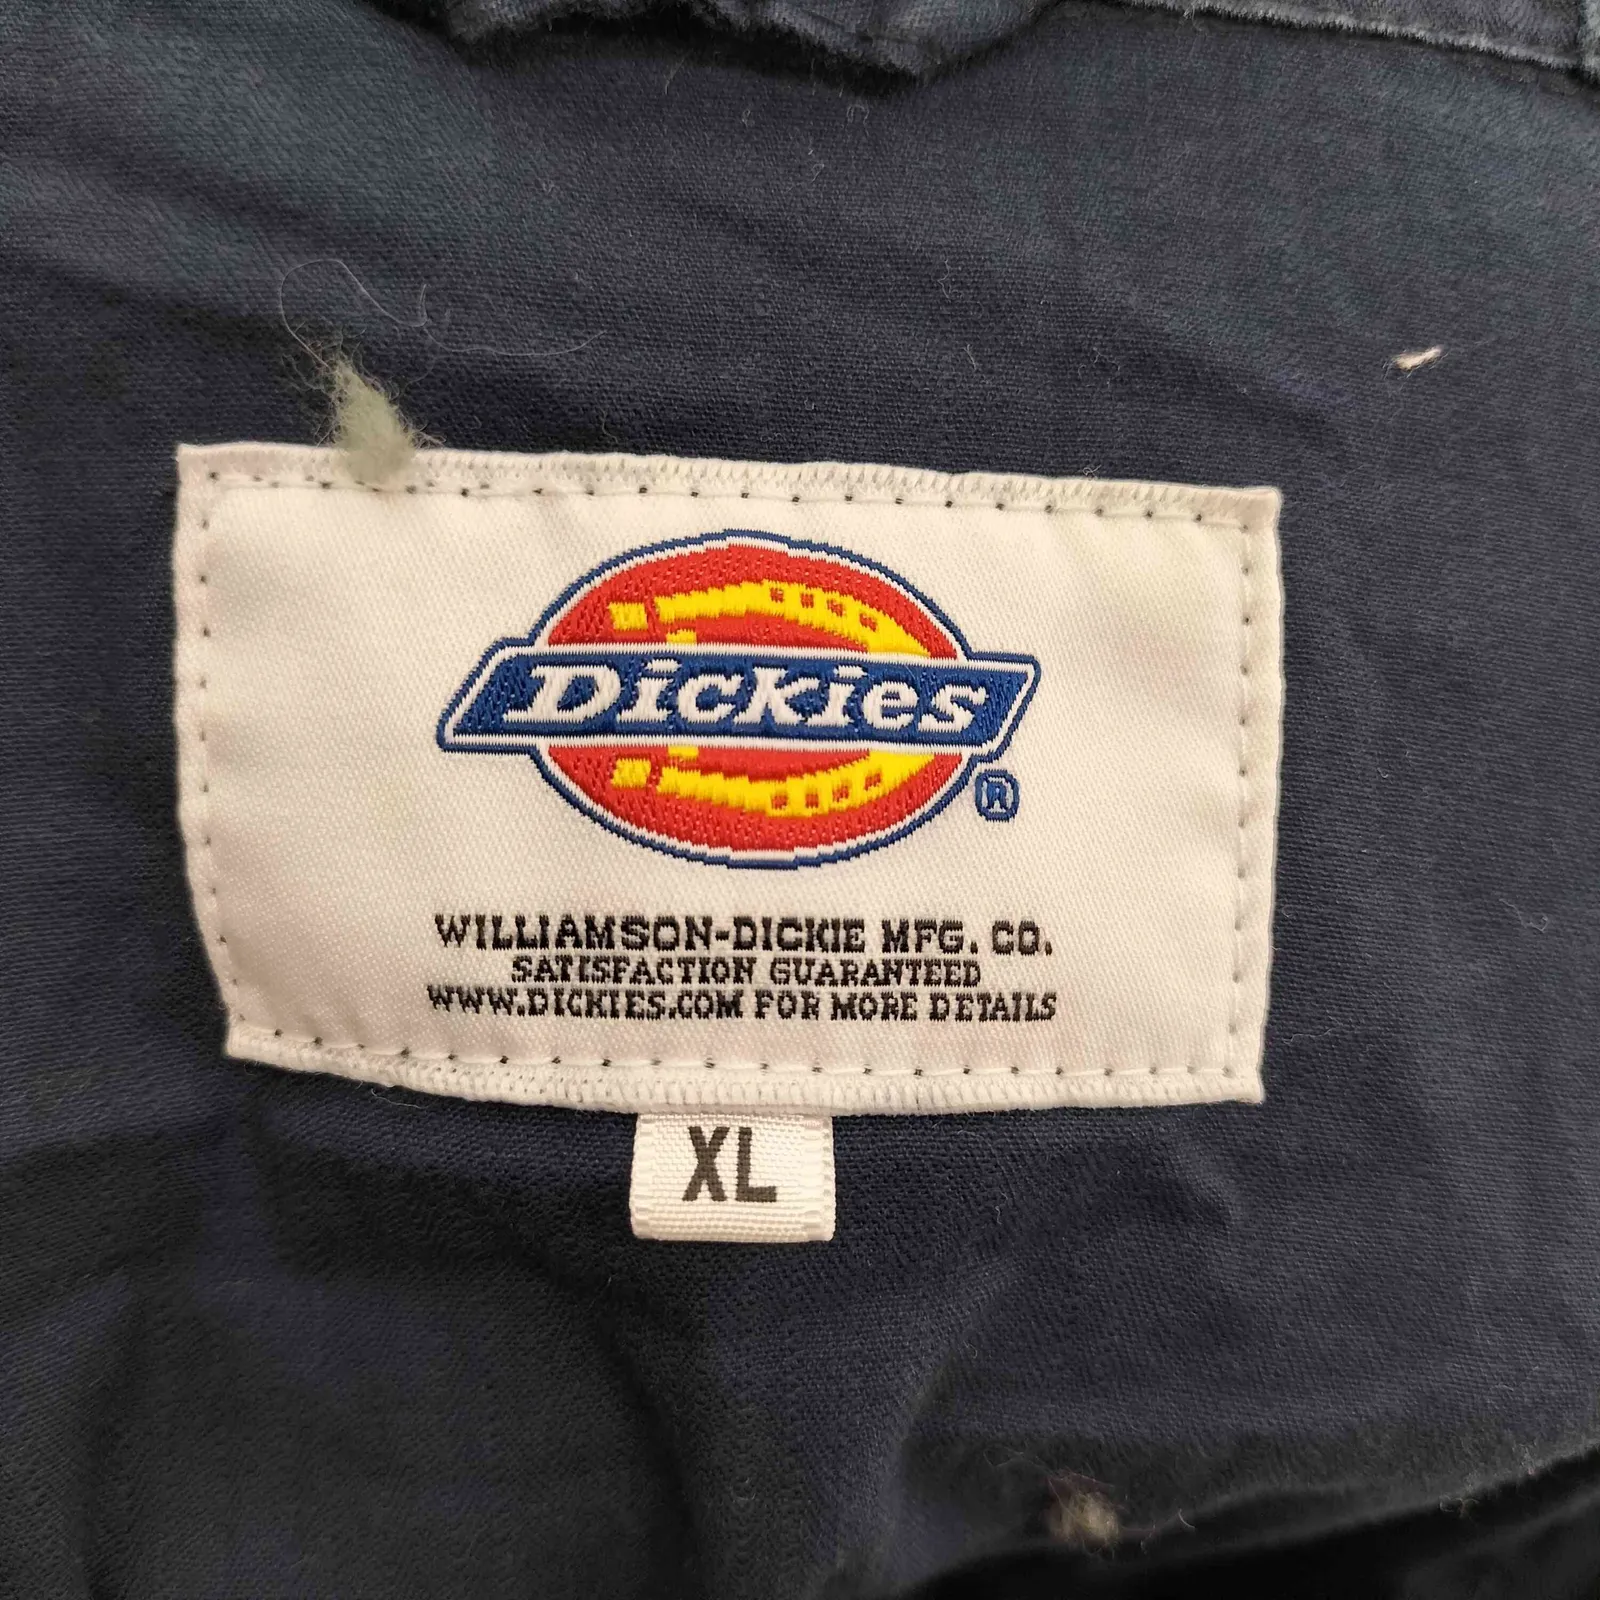 Dickies
®
WILLIAMSON-DICKIE MFG. CO.
SATISFACTION GUARANTEED
WWW.DICKIES.COM FOR MORE DETAILS
XL